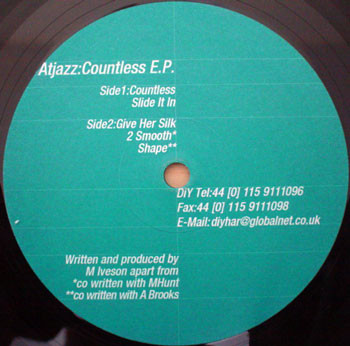 Atjazz:Countless E.P.
Side1:Countless
Slide It In
Side2:Give Her Silk
2 Smooth*
Shape**
DiY Tel:44 [0] 115 9111096
Fax:44 [0] 115 9111098
E-Mail:diyhar@globalnet.co.uk
Written and produced by
M Iveson apart from
*co written with MHunt
**co written with A Brooks